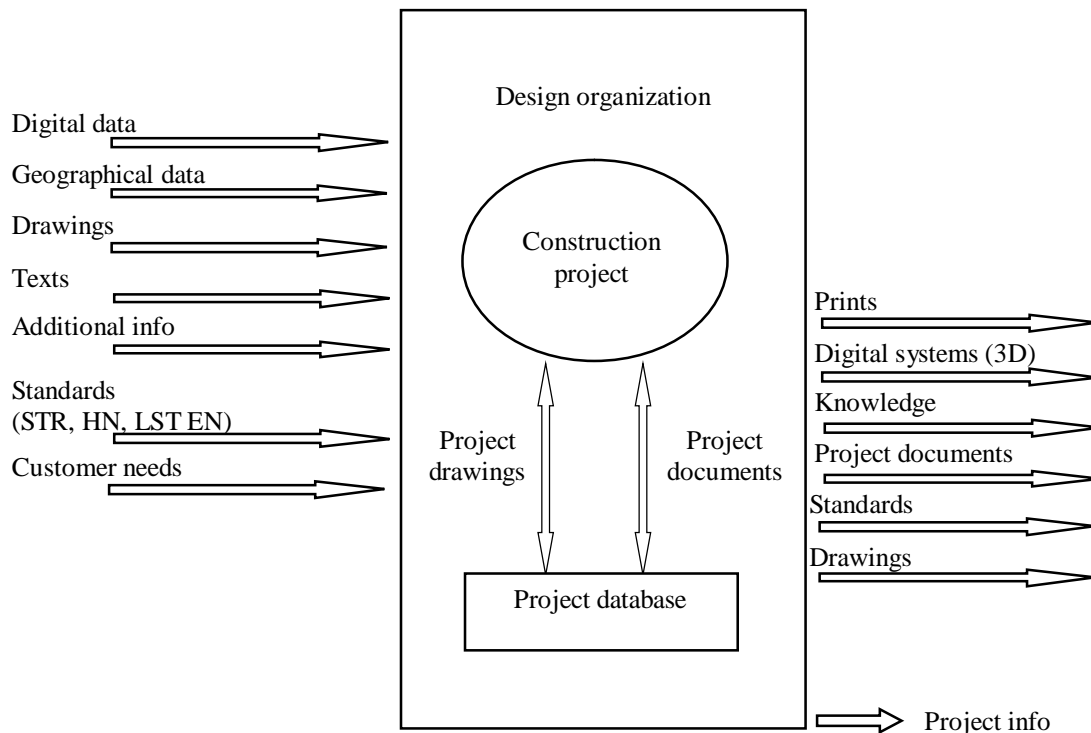 Design organization
Digital data
Geographical data
Drawings
Texts
Additional info
Standards
(STR, HN, LST EN)
Customer needs
Construction
project
Project
drawings
Project
documents
Project database
Prints
Digital systems (3D)
Knowledge
Project documents
Standards
Drawings
Project info